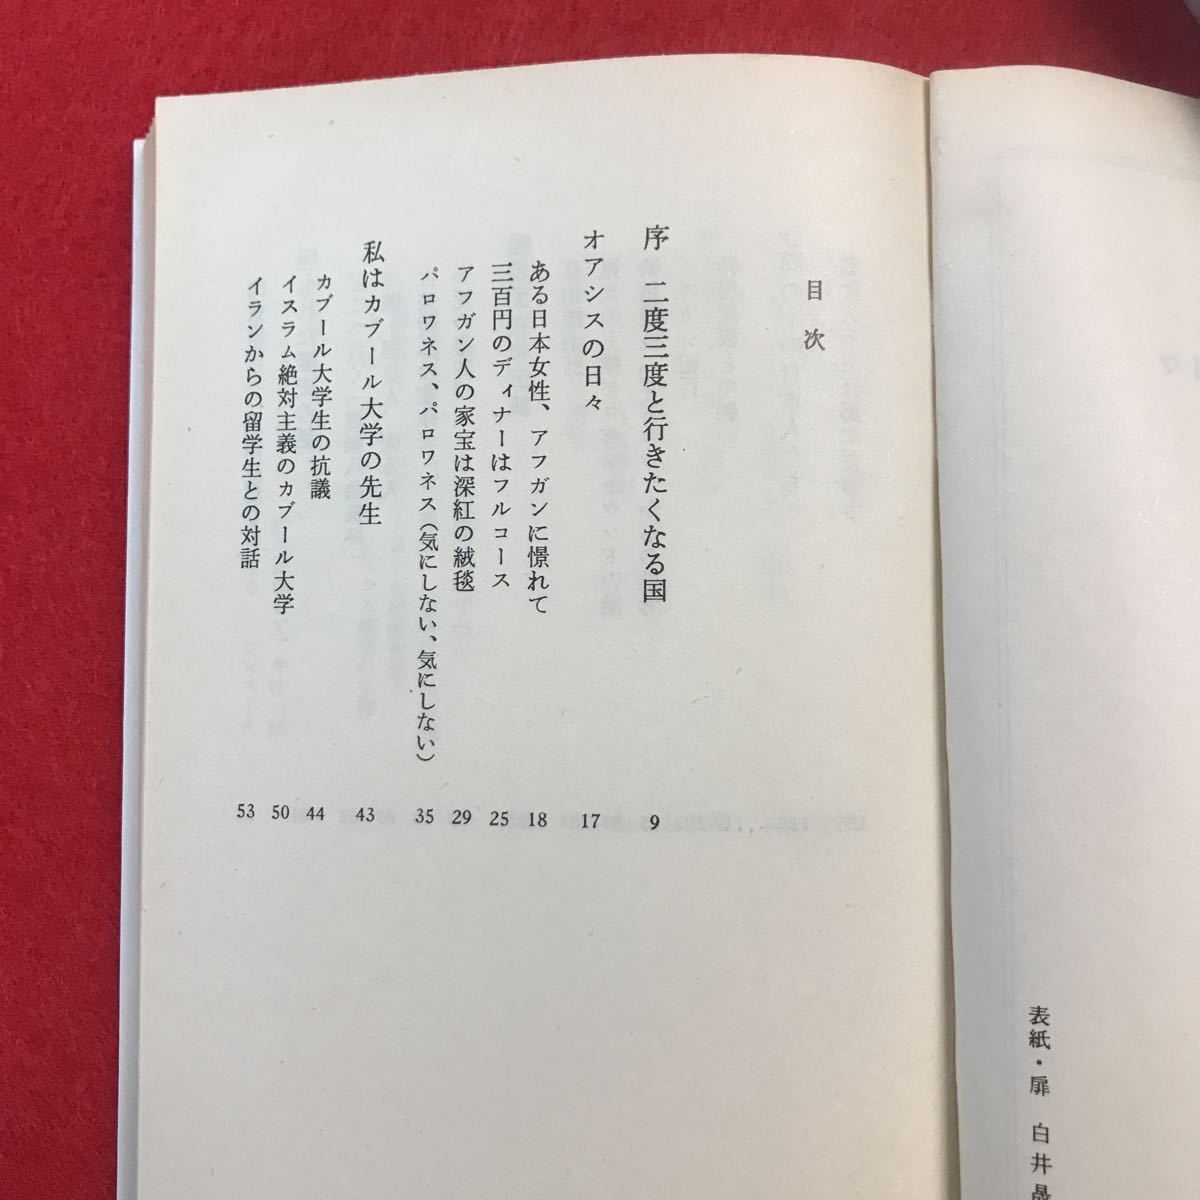 表紙・扉　白井晟
目次
序　二度三度と行きたくなる国　9
オアシスの日々　17
ある日本女性、アフガンに憬れて　18
三百円のディナーはフルコース　25
アフガン人の家宝は深紅の絨毯　29
パロワネス、パロワネス(気にしない、気にしない)　35
私はカブール大学の先生　43
カブール大学生の抗議　44
イスラム絶対主義のカブール大学　50
イランからの留学生との対話　53